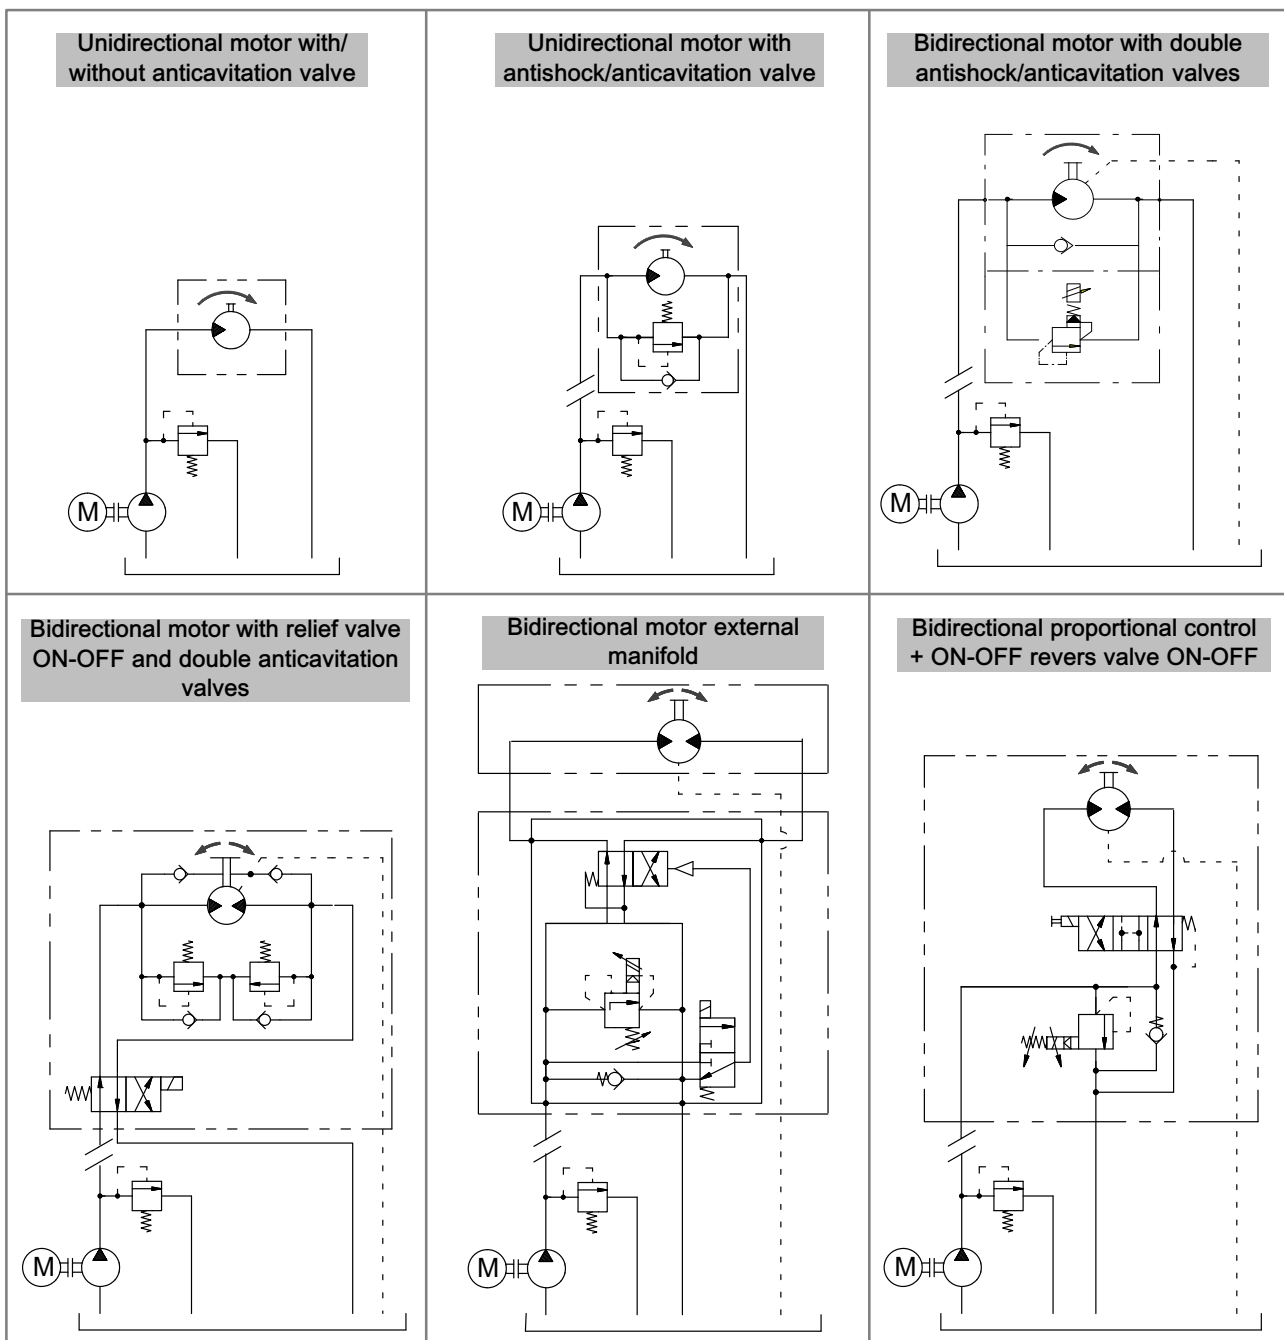 Unidirectional motor with/
without anticavitation valve
Unidirectional motor with
antishock/anticavitation valve
Bidirectional motor with double
antishock/anticavitation valves
M
M
M
Bidirectional motor with relief valve
ON-OFF and double anticavitation
valves
Bidirectional motor external
manifold
Bidirectional proportional control
+ ON-OFF revers valve ON-OFF
M
M
M